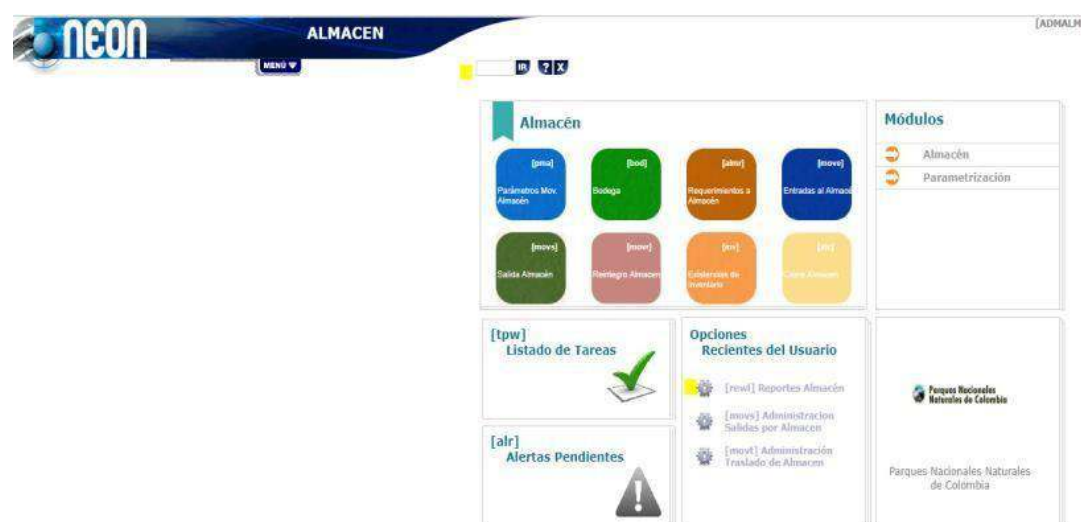 neon
ALMACEN
[ADMALM
MENÚ
IR ? X
Almacén
[pma]
Parámetros Mov.
Almacén
[bod]
Bodega
[almr]
Requerimientos a
Almacén
[move]
Entradas al Almacé
[movs]
Salida Almacén
[movr]
Reintegro Almacen
[inv]
Existencias de
Inventario
Módulos
Almacén
Parametrización
[tpw]
Listado de Tareas
[alr]
Alertas Pendientes
Opciones
Recientes del Usuario
[rewl] Reportes Almacén
[movs] Administracion
Salidas por Almacen
[movt] Administración
Traslado de Almacen
Parques Nacionales
Naturales de Colombia
Parques Nacionales Naturales
de Colombia